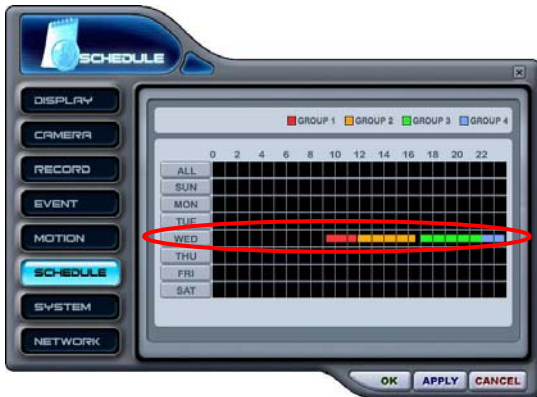 SCHEDULE
DISPLAY
CAMERA
RECORD
EVENT
MOTION
SCHEDULE
SYSTEM
NETWORK
GROUP 1 GROUP 2 GROUP 3 GROUP 4
0 2 4 6 8 10 12 14 16 18 20 22
ALL
SUN
MON
TUE
WED
THU
FRI
SAT
OK APPLY CANCEL